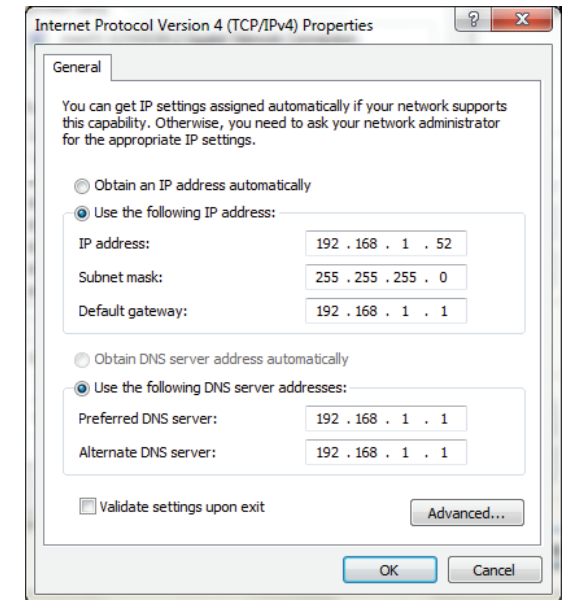 Internet Protocol Version 4 (TCP/IPv4) Properties
General
You can get IP settings assigned automatically if your network supports
this capability. Otherwise, you need to ask your network administrator
for the appropriate IP settings.
Obtain an IP address automatically
Use the following IP address:
IP address: 192 . 168 . 1 . 52
Subnet mask: 255 . 255 . 255 . 0
Default gateway: 192 . 168 . 1 . 1
Obtain DNS server address automatically
Use the following DNS server addresses:
Preferred DNS server: 192 . 168 . 1 . 1
Alternate DNS server: 192 . 168 . 1 . 1
Validate settings upon exit
Advanced...
OK Cancel